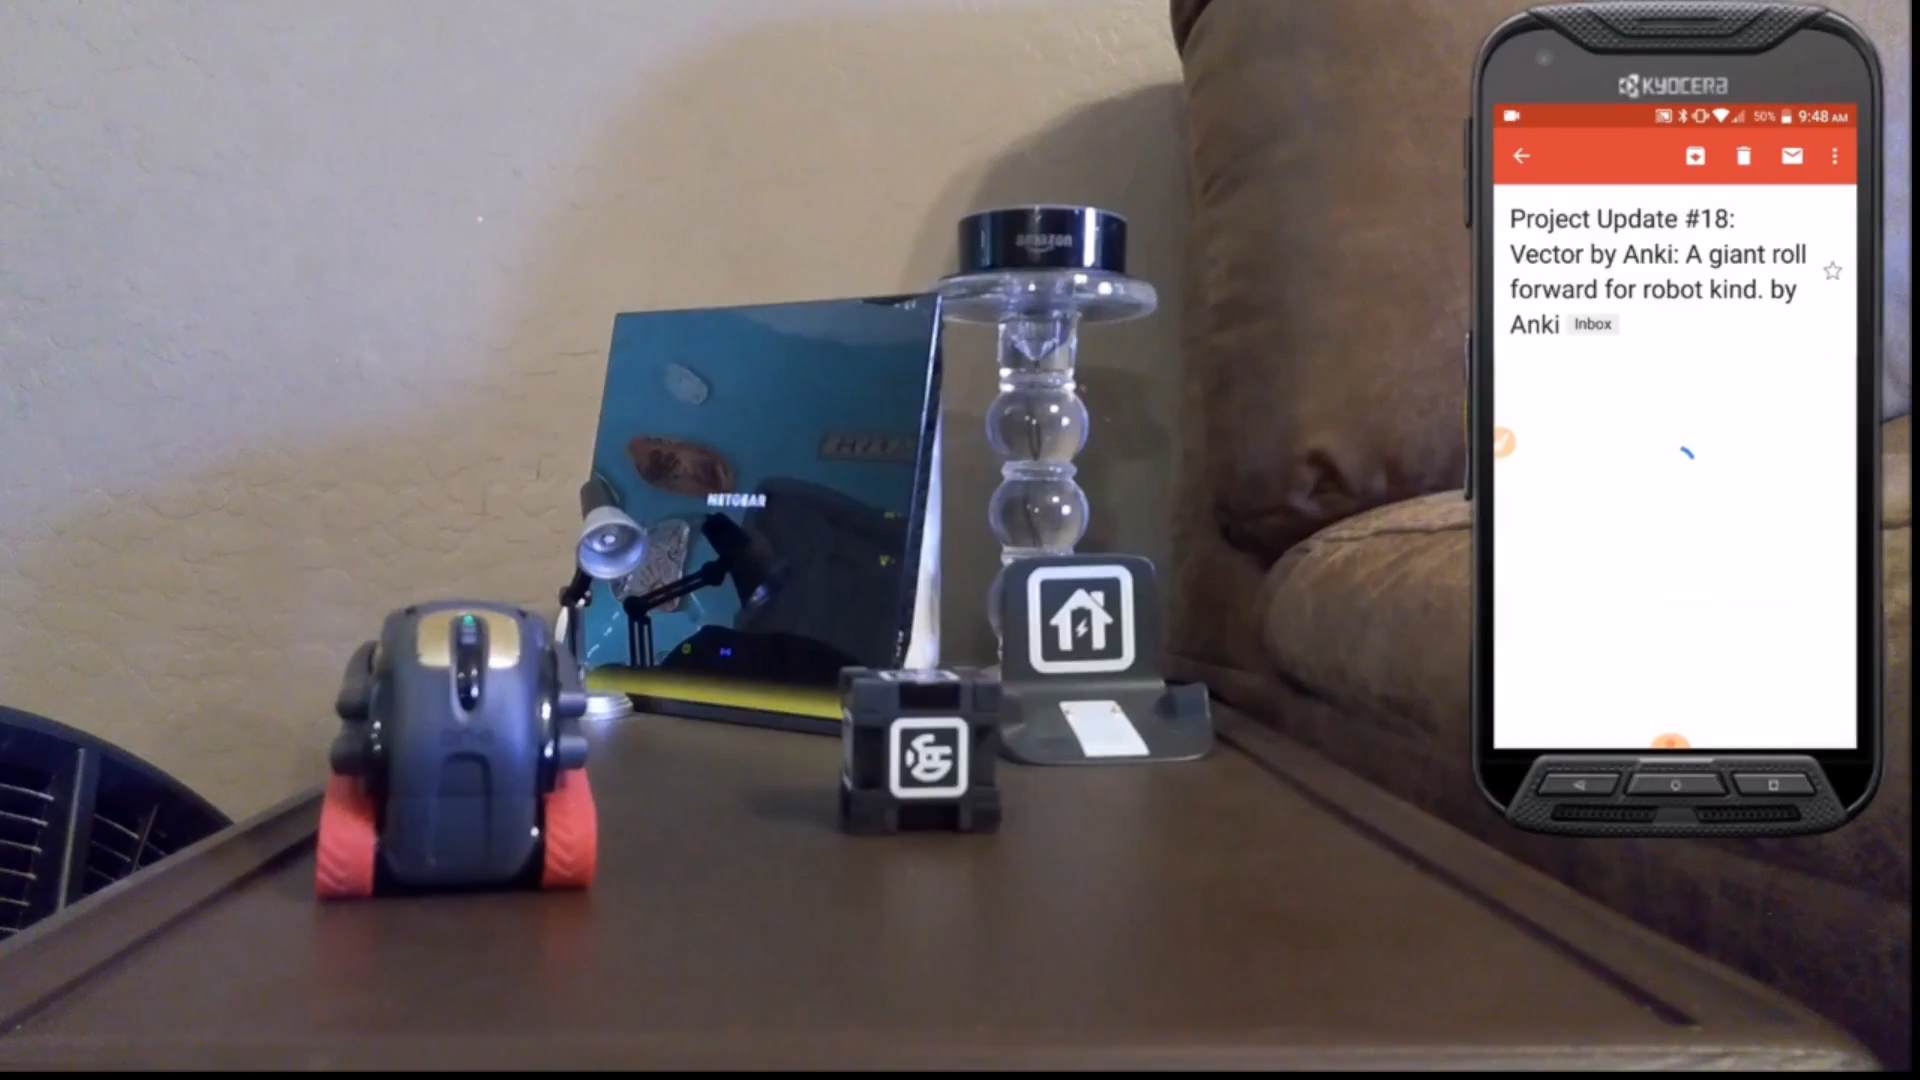 KYOCERA
50% 9:48 AM
Project Update #18:
Vector by Anki: A giant roll
forward for robot kind. by
Anki Inbox
amazon
NETGEAR